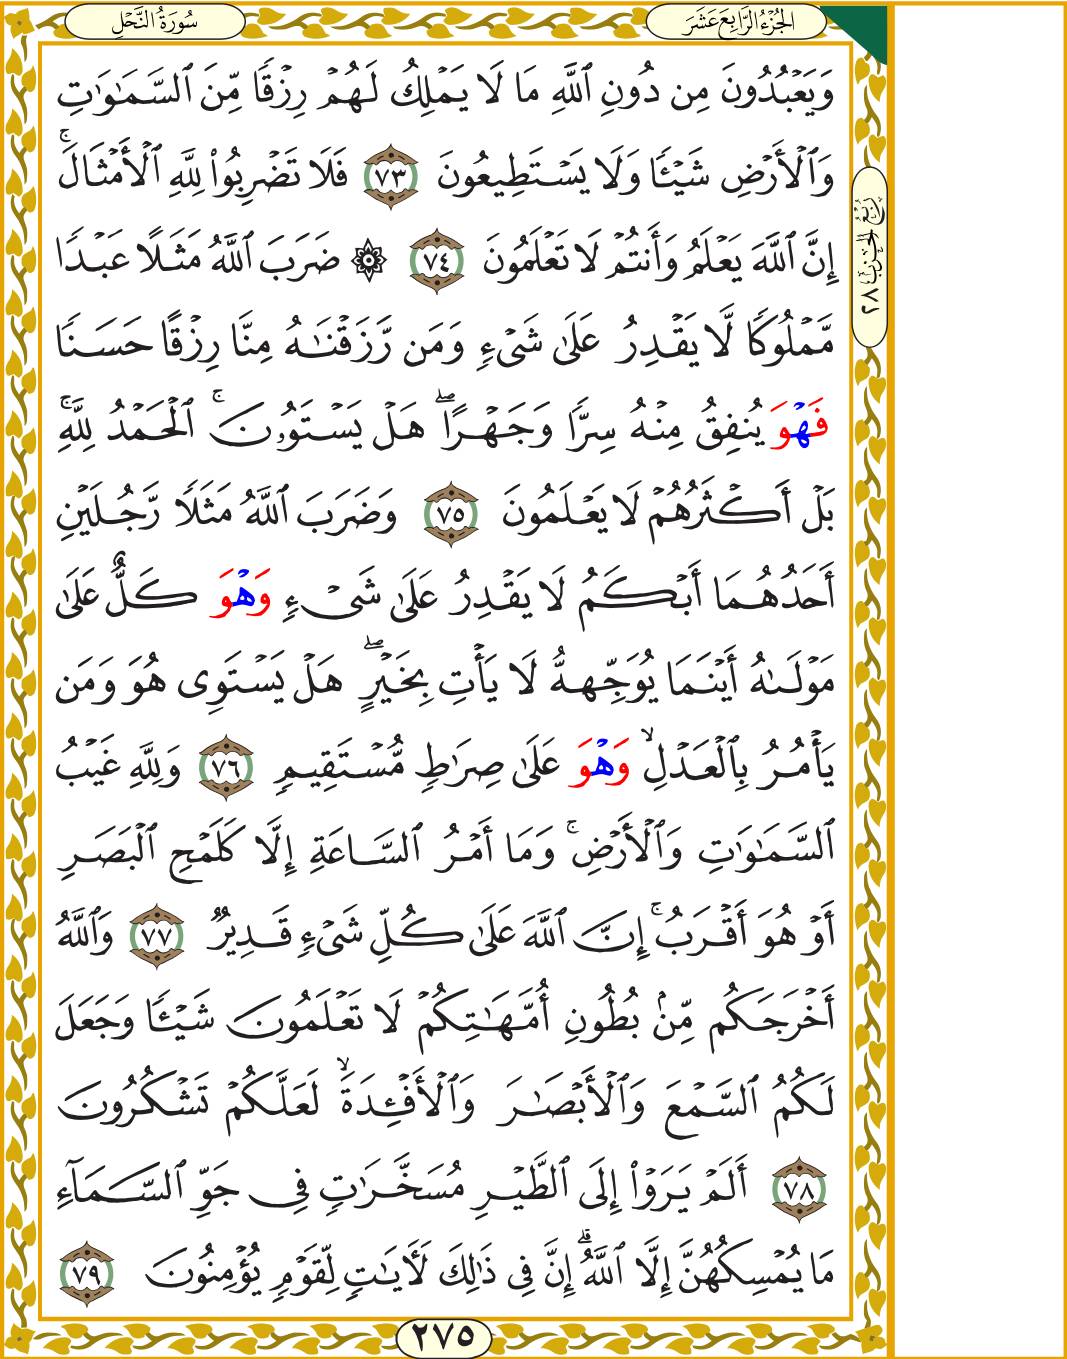 الجُزْءُ الرَّابِعَ عَشَرَ
سُورَةُ النَّحْلِ
وَيَعْبُدُونَ مِن دُونِ ٱللَّهِ مَا لَا يَمْلِكُ لَهُمْ رِزْقًا مِّنَ ٱلسَّمَٰوَٰتِ
وَٱلْأَرْضِ شَيْـًٔا وَلَا يَسْتَطِيعُونَ ٧٣ فَلَا تَضْرِبُوا۟ لِلَّهِ ٱلْأَمْثَالَ ۚ
إِنَّ ٱللَّهَ يَعْلَمُ وَأَنتُمْ لَا تَعْلَمُونَ ٧٤ ۞ ضَرَبَ ٱللَّهُ مَثَلًا عَبْدًا
مَّمْلُوكًا لَّا يَقْدِرُ عَلَىٰ شَىْءٍ وَمَن رَّزَقْنَٰهُ مِنَّا رِزْقًا حَسَنًا
فَهْوَ يُنفِقُ مِنْهُ سِرًّا وَجَهْرًا ۖ هَلْ يَسْتَوُۥنَ ۚ ٱلْحَمْدُ لِلَّهِ ۚ
بَلْ أَكْثَرُهُمْ لَا يَعْلَمُونَ ٧٥ وَضَرَبَ ٱللَّهُ مَثَلًا رَّجُلَيْنِ
أَحَدُهُمَا أَبْكَمُ لَا يَقْدِرُ عَلَىٰ شَىْءٍ وَهْوَ كَلٌّ عَلَىٰ
مَوْلَىٰهُ أَيْنَمَا يُوَجِّههُّ لَا يَأْتِ بِخَيْرٍ ۖ هَلْ يَسْتَوِى هُوَ وَمَن
يَأْمُرُ بِٱلْعَدْلِ ۙ وَهْوَ عَلَىٰ صِرَٰطٍ مُّسْتَقِيمٍ ٧٦ وَلِلَّهِ غَيْبُ
ٱلسَّمَٰوَٰتِ وَٱلْأَرْضِ ۚ وَمَا أَمْرُ ٱلسَّاعَةِ إِلَّا كَلَمْحِ ٱلْبَصَرِ
أَوْ هُوَ أَقْرَبُ ۚ إِنَّ ٱللَّهَ عَلَىٰ كُلِّ شَىْءٍ قَدِيرٌ ٧٧ وَٱللَّهُ
أَخْرَجَكُم مِّنۢ بُطُونِ أُمَّهَٰتِكُمْ لَا تَعْلَمُونَ شَيْـًٔا وَجَعَلَ
لَكُمُ ٱلسَّمْعَ وَٱلْأَبْصَٰرَ وَٱلْأَفْـِٔدَةَ ۙ لَعَلَّكُمْ تَشْكُرُونَ
٧٨ أَلَمْ يَرَوْا۟ إِلَى ٱلطَّيْرِ مُسَخَّرَٰتٍ فِى جَوِّ ٱلسَّمَآءِ
مَا يُمْسِكُهُنَّ إِلَّا ٱللَّهُ ۗ إِنَّ فِى ذَٰلِكَ لَـَٔايَٰتٍ لِّقَوْمٍ يُؤْمِنُونَ ٧٩
رُبْعُ الحِزْب ٢٨
٢٧٥